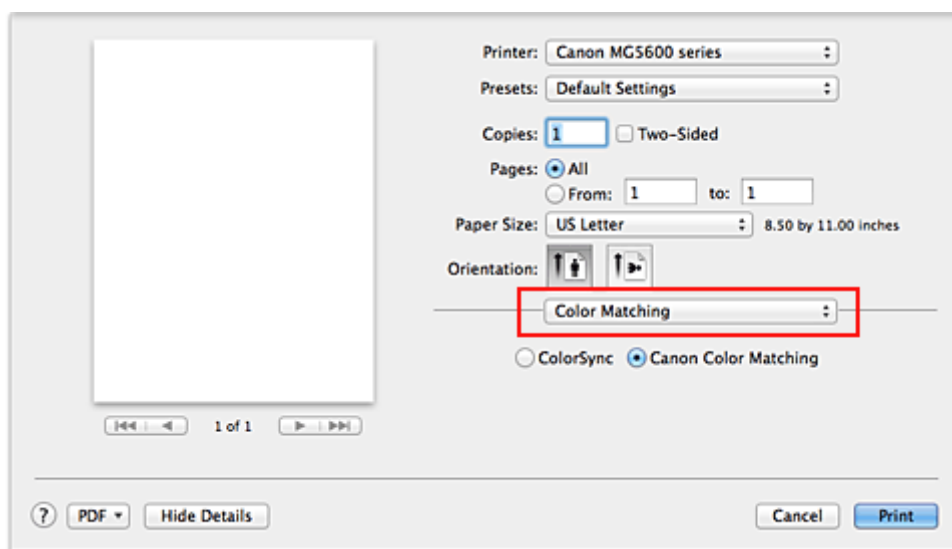 Printer: Canon MG5600 series
Presets: Default Settings
Copies: 1 Two-Sided
Pages: All
From: 1 to: 1
Paper Size: US Letter 8.50 by 11.00 inches
Orientation:
Color Matching
ColorSync Canon Color Matching
1 of 1
? PDF Hide Details Cancel Print